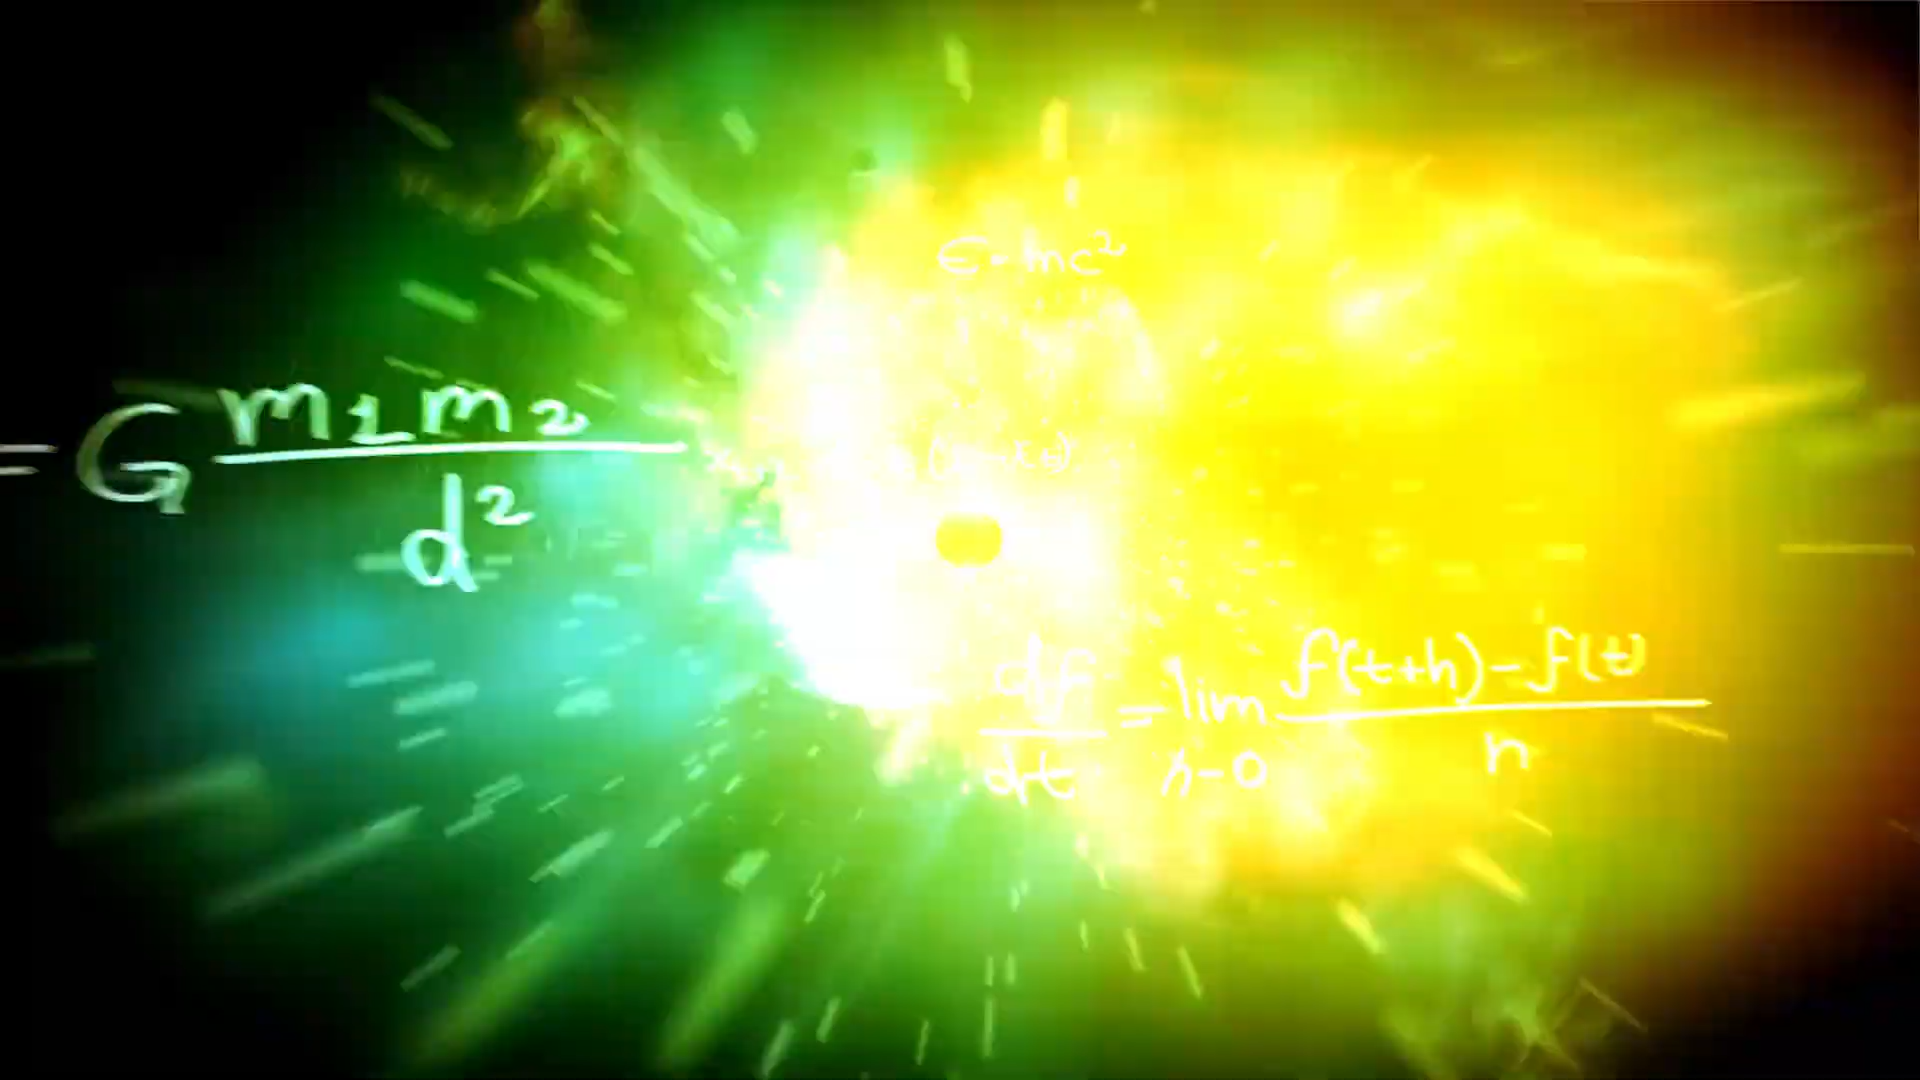 E=mc²
= G m₁m₂ / d²
df/dt = lim h→0 f(t+h)-f(t) / h